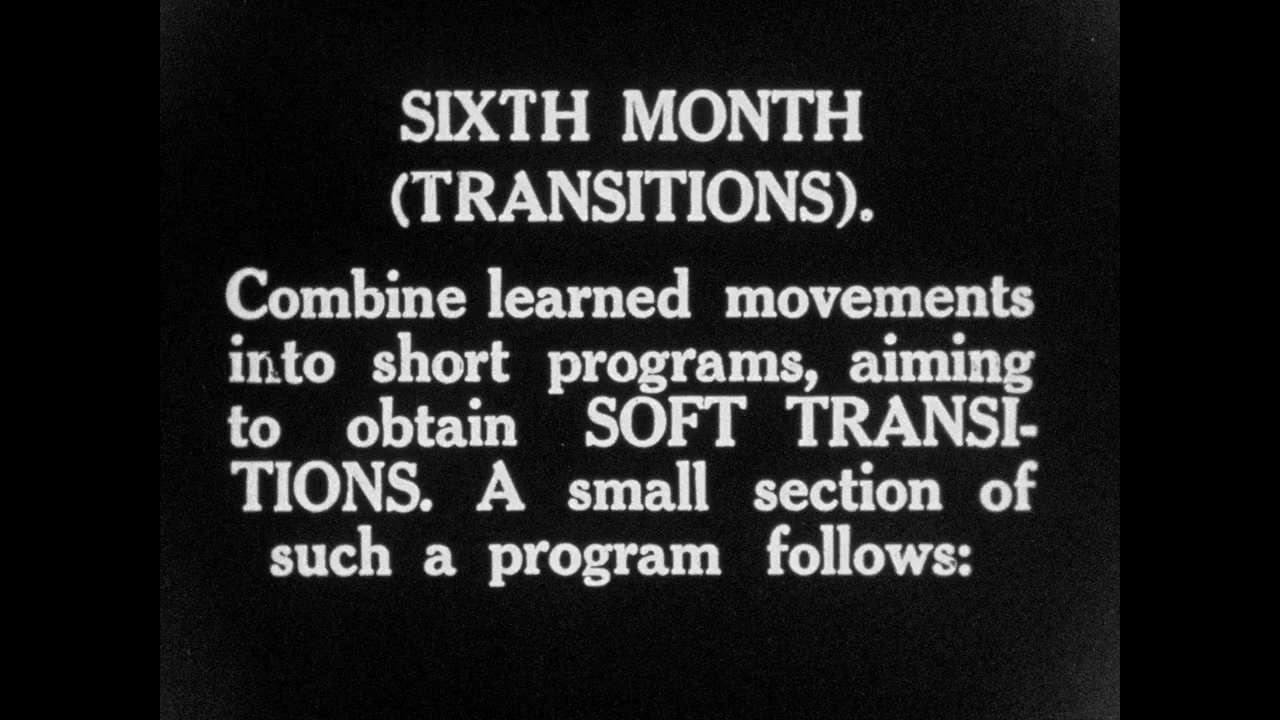 SIXTH MONTH
(TRANSITIONS).
Combine learned movements
into short programs, aiming
to obtain SOFT TRANSI-
TIONS. A small section of
such a program follows: